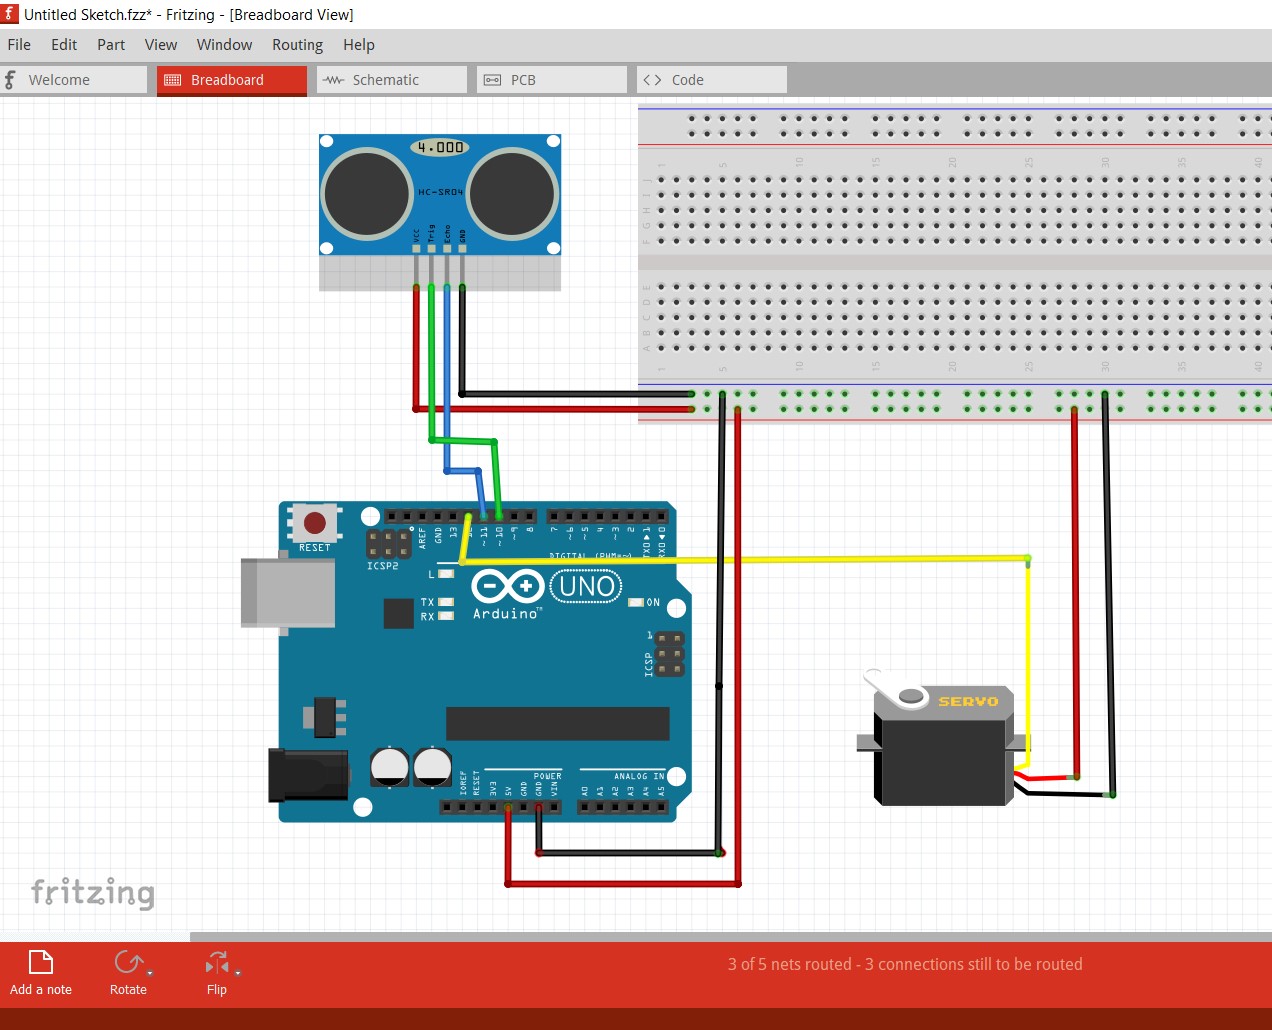 Untitled Sketch.fzz* - Fritzing - [Breadboard View]
File Edit Part View Window Routing Help
Welcome Breadboard Schematic PCB Code
4.000
HC-SR04
VCC Trig Echo GND
1 5 10 15 20 25 30 35 40
J
I
H
G
F
E
D
C
B
A
1 5 10 15 20 25 30 35 40
RESET
ICSP2
AREF GND 13 ~11 ~10 ~9 8 7 ~6 ~5 4 ~3 2 TXD▶1 RXD◀0
DIGITAL (PWM=~)
L
TX
RX
Arduino™
UNO
ON
1
ICSP
SERVO
POWER
ANALOG IN
IOREF RESET 3V3 5V GND GND VIN A0 A1 A2 A3 A4 A5
fritzing
3 of 5 nets routed - 3 connections still to be routed
Add a note Rotate Flip